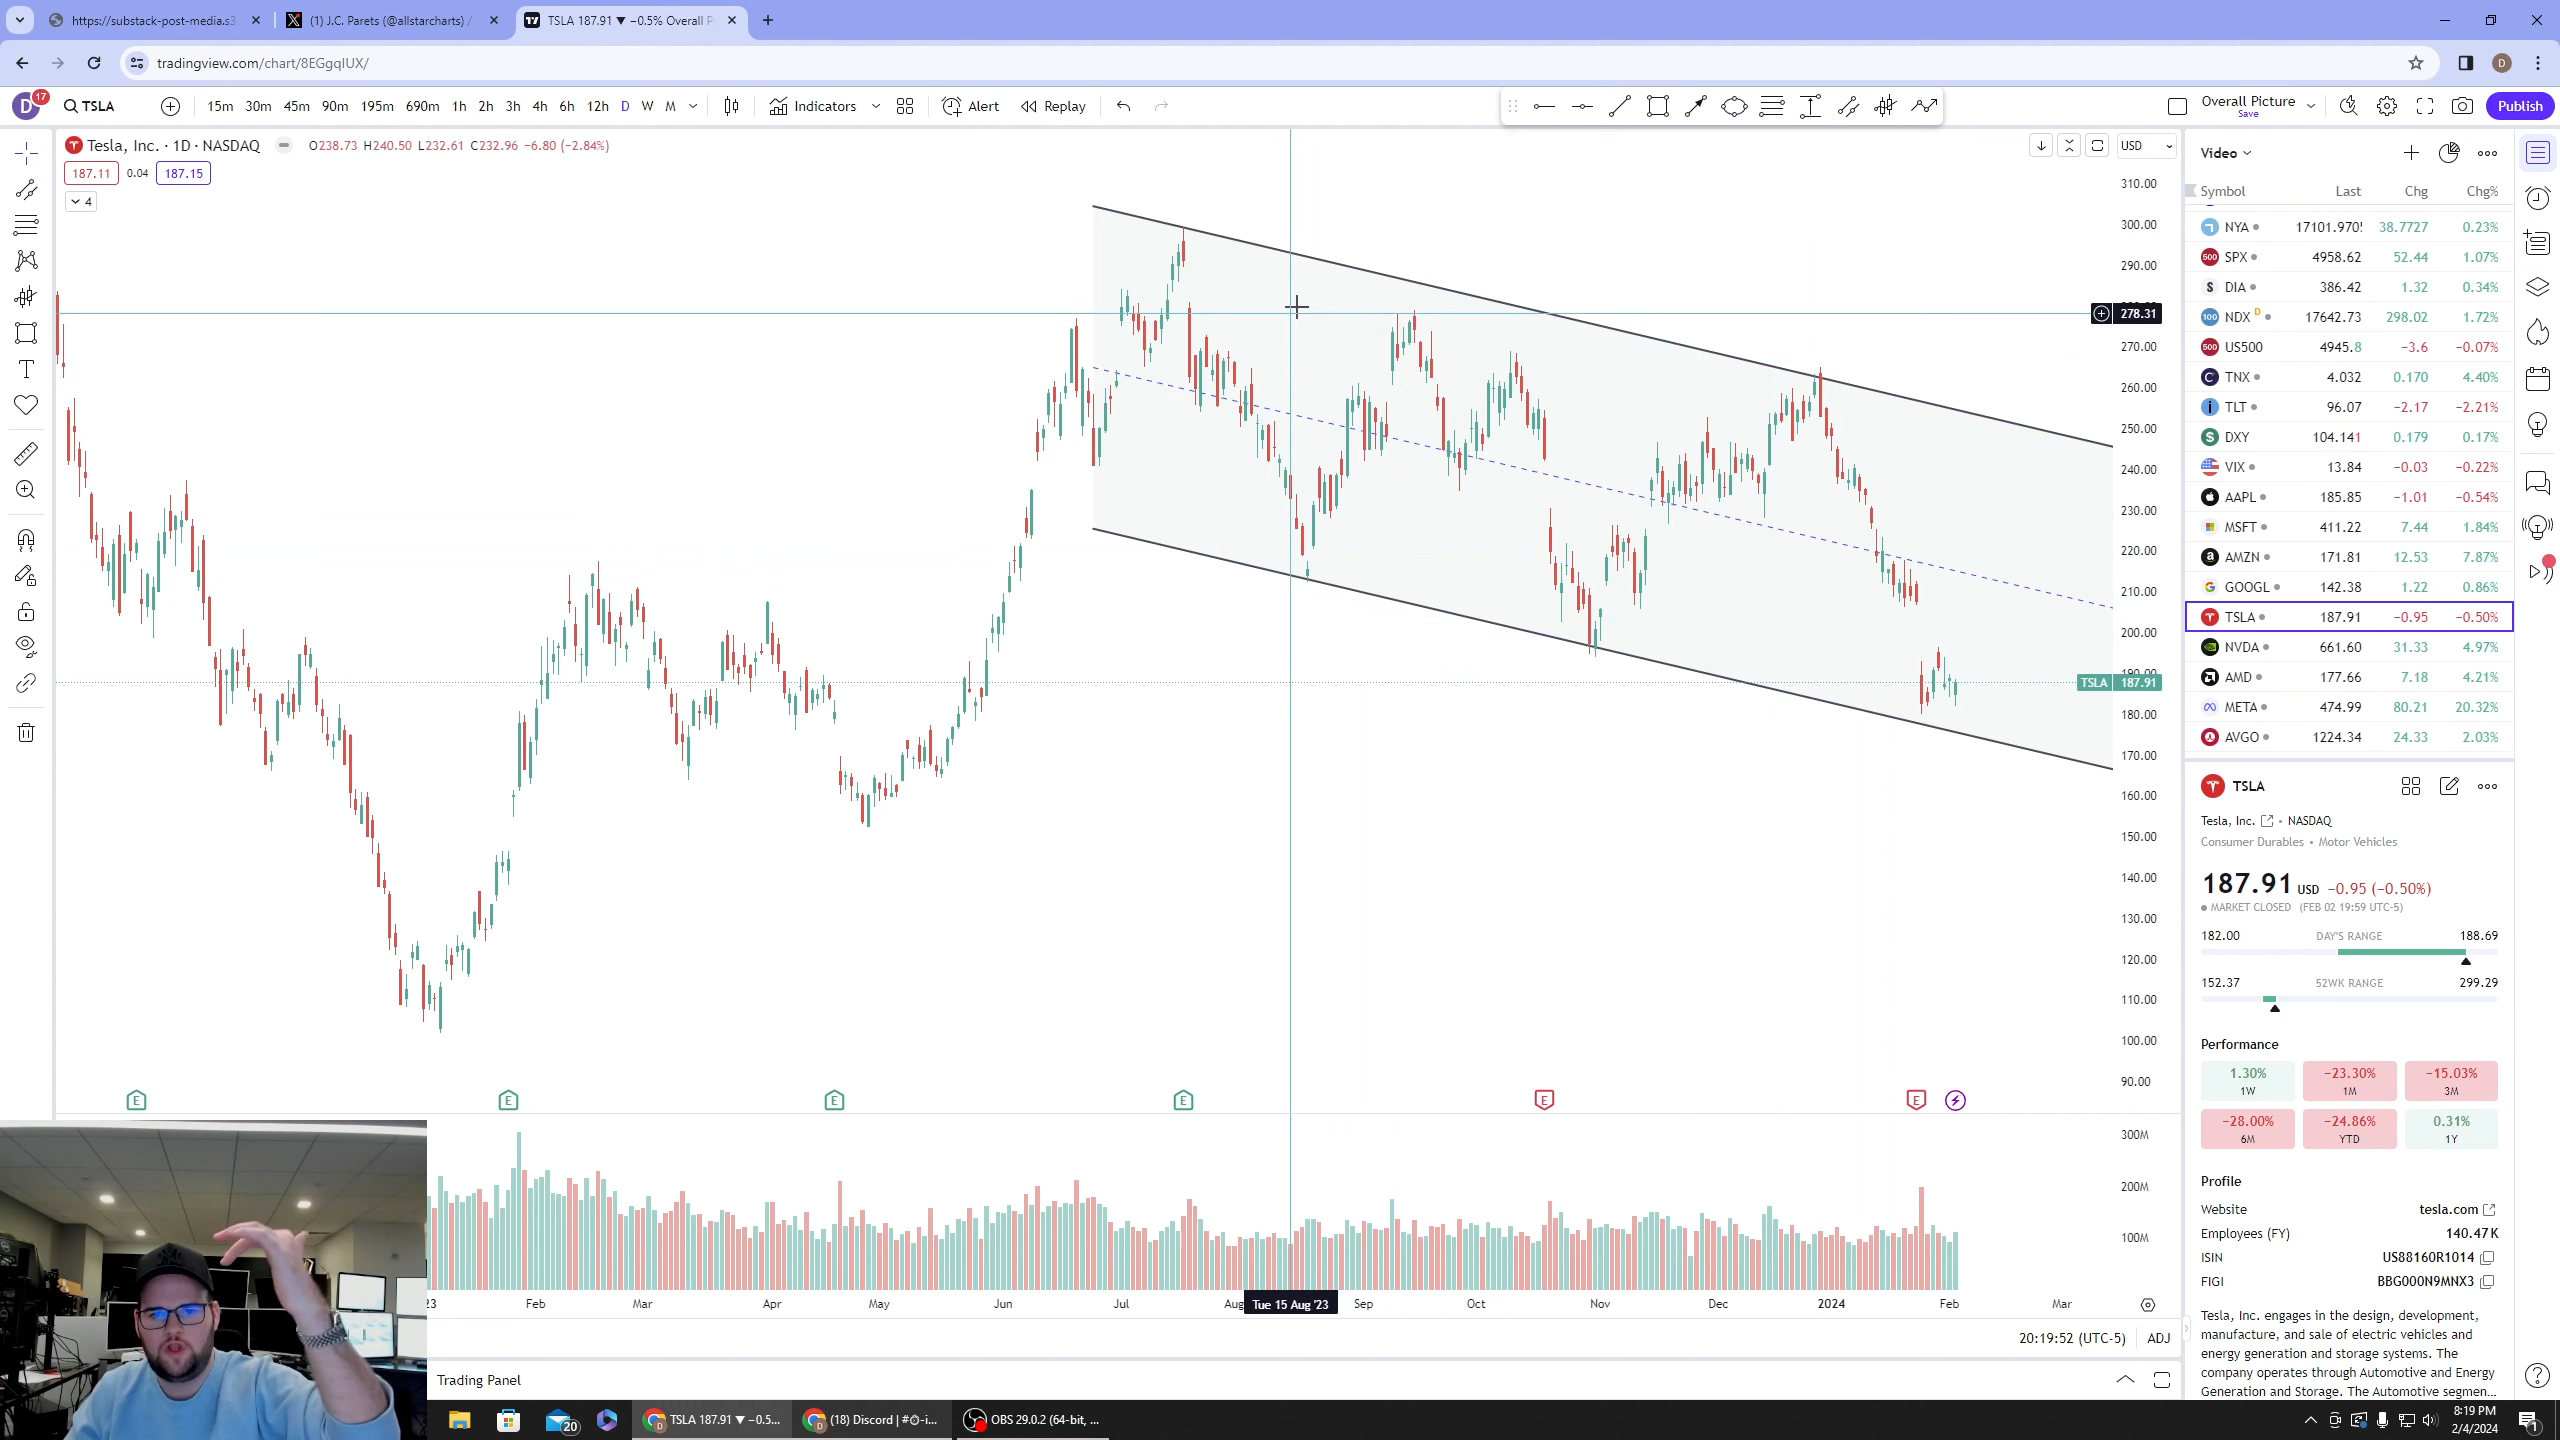 https://substack-post-media.s3.
(1) J.C. Parets (@allstarcharts) /
TSLA 187.91 ▼ −0.5% Overall P
tradingview.com/chart/8EGgqIUX/
D 17
TSLA
15m 30m 45m 90m 195m 690m 1h 2h 3h 4h 6h 12h D W M
Indicators
Alert
Replay
Overall Picture
Save
Publish
Tesla, Inc. · 1D · NASDAQ O238.73 H240.50 L232.61 C232.96 −6.80 (−2.84%)
187.11 0.04 187.15
4
USD
310.00
300.00
290.00
278.31
270.00
260.00
250.00
240.00
230.00
220.00
210.00
200.00
190.00
TSLA 187.91
180.00
170.00
160.00
150.00
140.00
130.00
120.00
110.00
100.00
90.00
E E E E E E
300M
200M
100M
23 Feb Mar Apr May Jun Jul Aug Tue 15 Aug '23 Sep Oct Nov Dec 2024 Feb Mar
20:19:52 (UTC-5) ADJ
Trading Panel
Video
Symbol Last Chg Chg%
NYA 17101.970 38.7727 0.23%
SPX 4958.62 52.44 1.07%
DIA 386.42 1.32 0.34%
NDX D 17642.73 298.02 1.72%
US500 4945.8 −3.6 −0.07%
TNX 4.032 0.170 4.40%
TLT 96.07 −2.17 −2.21%
DXY 104.141 0.179 0.17%
VIX 13.84 −0.03 −0.22%
AAPL 185.85 −1.01 −0.54%
MSFT 411.22 7.44 1.84%
AMZN 171.81 12.53 7.87%
GOOGL 142.38 1.22 0.86%
TSLA 187.91 −0.95 −0.50%
NVDA 661.60 31.33 4.97%
AMD 177.66 7.18 4.21%
META 474.99 80.21 20.32%
AVGO 1224.34 24.33 2.03%
TSLA
Tesla, Inc. • NASDAQ
Consumer Durables • Motor Vehicles
187.91 USD −0.95 (−0.50%)
MARKET CLOSED (FEB 02 19:59 UTC-5)
182.00 DAY'S RANGE 188.69
152.37 52WK RANGE 299.29
Performance
1.30% −23.30% −15.03%
1W 1M 3M
−28.00% −24.86% 0.31%
6M YTD 1Y
Profile
Website tesla.com
Employees (FY) 140.47K
ISIN US88160R1014
FIGI BBG000N9MNX3
Tesla, Inc. engages in the design, development,
manufacture, and sale of electric vehicles and
energy generation and storage systems. The
company operates through Automotive and Energy
Generation and Storage. The Automotive segmen...
20
TSLA 187.91 ▼ −0.5...
(18) Discord | #⏱-i...
OBS 29.0.2 (64-bit, ...
8:19 PM
2/4/2024
1